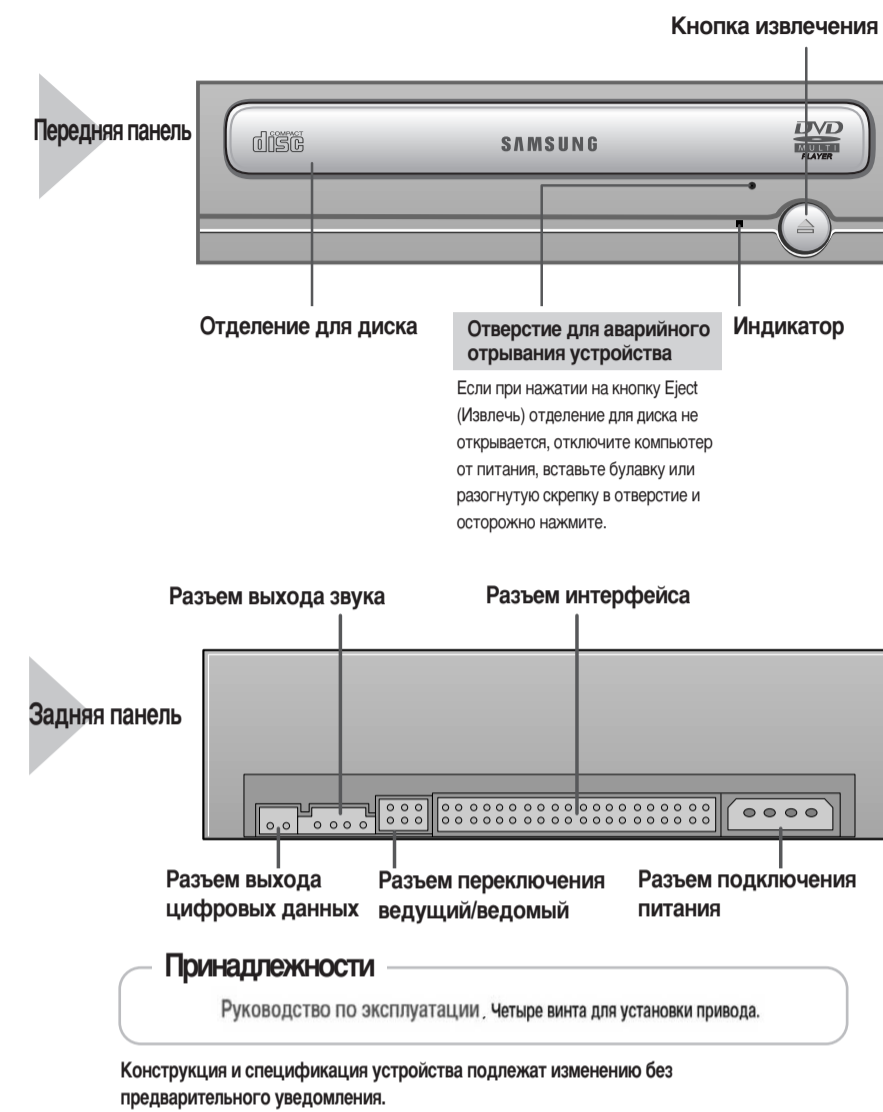 Кнопка извлечения
Передняя панель
COMPACT
disc
SAMSUNG
DVD
MULTI
PLAYER
Отделение для диска
Отверстие для аварийного
отрывания устройства
Индикатор
Если при нажатии на кнопку Eject
(Извлечь) отделение для диска не
открывается, отключите компьютер
от питания, вставьте булавку или
разогнутую скрепку в отверстие и
осторожно нажмите.
Разъем выхода звука
Разъем интерфейса
Задняя панель
Разъем выхода
цифровых данных
Разъем переключения
ведущий/ведомый
Разъем подключения
питания
Принадлежности
Руководство по эксплуатации, Четыре винта для установки привода.
Конструкция и спецификация устройства подлежат изменению без
предварительного уведомления.